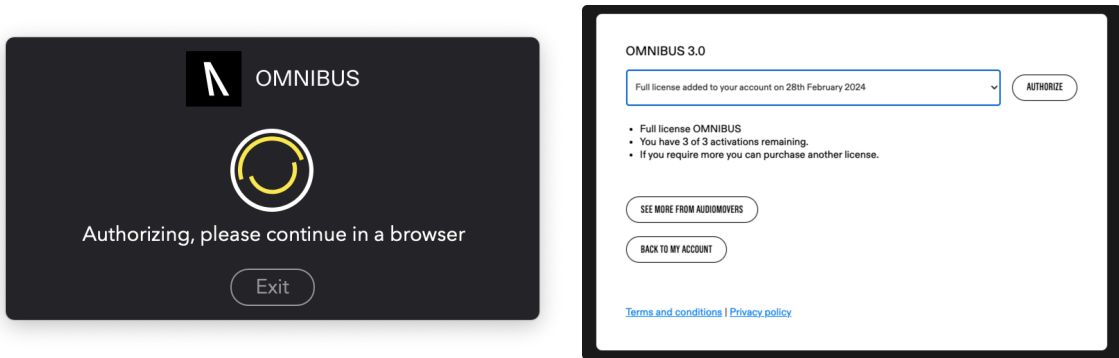 OMNIBUS
Authorizing, please continue in a browser
Exit
OMNIBUS 3.0
Full license added to your account on 28th February 2024
AUTHORIZE
Full license OMNIBUS
You have 3 of 3 activations remaining.
If you require more you can purchase another license.
SEE MORE FROM AUDIOMOVERS
BACK TO MY ACCOUNT
Terms and conditions | Privacy policy